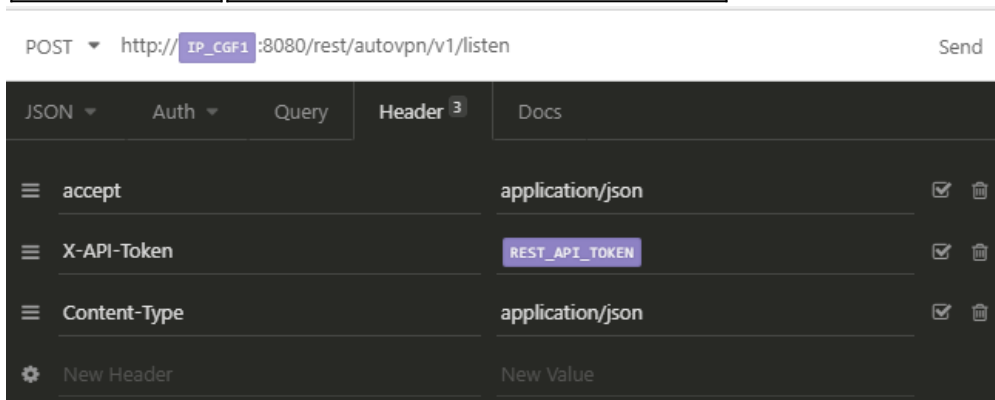 POST http://IP_CGF1:8080/rest/autovpn/v1/listen Send
JSON Auth Query Header 3 Docs
accept application/json
X-API-Token REST_API_TOKEN
Content-Type application/json
New Header New Value